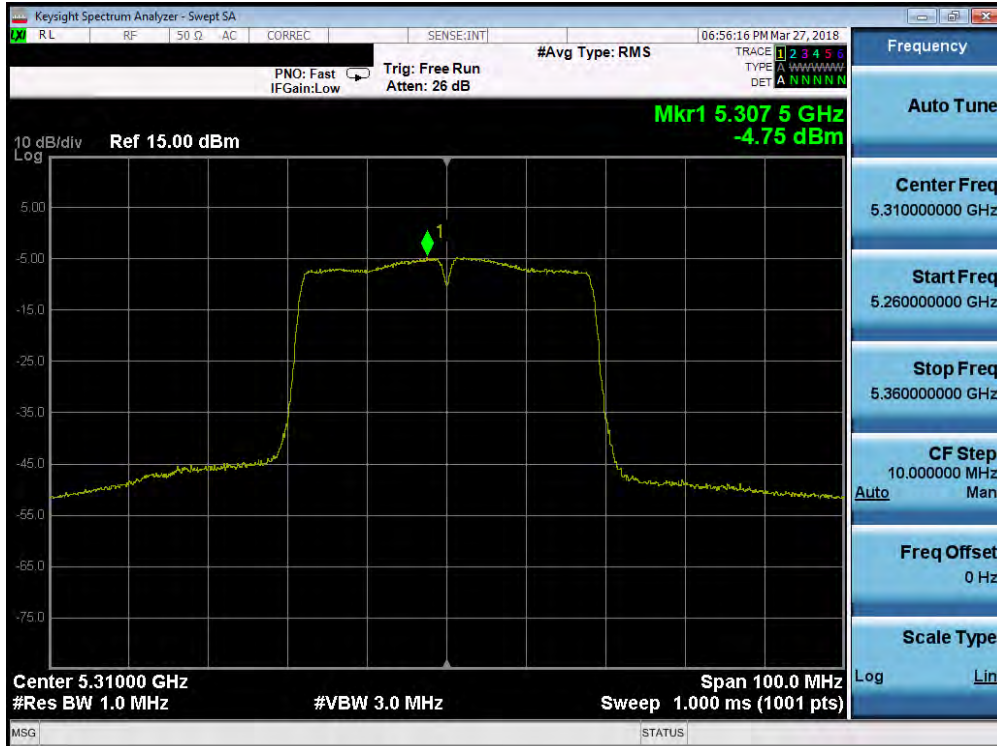 Keysight Spectrum Analyzer - Swept SA
LXI RL RF 50 Ω AC CORREC SENSE:INT 06:56:16 PM Mar 27, 2018
#Avg Type: RMS TRACE 1 2 3 4 5 6
PNO: Fast Trig: Free Run TYPE A WWWWW
IFGain:Low Atten: 26 dB DET A N N N N N
Mkr1 5.307 5 GHz
10 dB/div Ref 15.00 dBm -4.75 dBm
Log
1
5.00
-5.00
-15.0
-25.0
-35.0
-45.0
-55.0
-65.0
-75.0
Center 5.31000 GHz Span 100.0 MHz
#Res BW 1.0 MHz #VBW 3.0 MHz Sweep 1.000 ms (1001 pts)
MSG STATUS
Frequency
Auto Tune
Center Freq
5.310000000 GHz
Start Freq
5.260000000 GHz
Stop Freq
5.360000000 GHz
CF Step
10.000000 MHz
Auto Man
Freq Offset
0 Hz
Scale Type
Log Lin